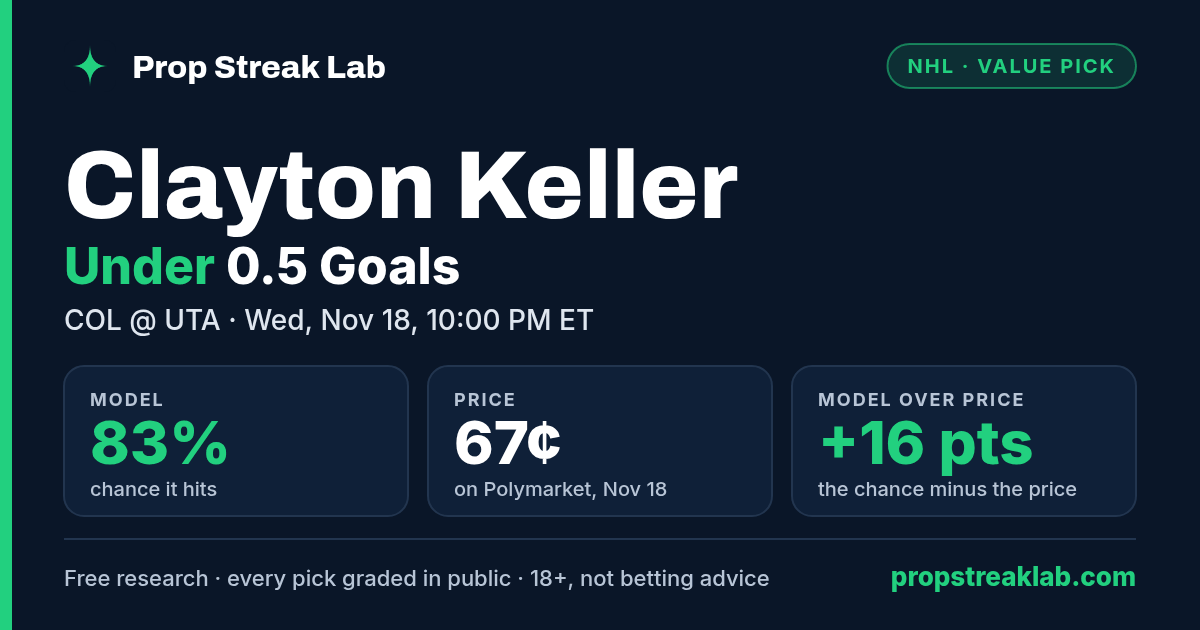 Prop Streak Lab
NHL · VALUE PICK
Clayton Keller
Under 0.5 Goals
COL @ UTA · Wed, Nov 18, 10:00 PM ET
MODEL
83%
chance it hits
PRICE
67¢
on Polymarket, Nov 18
MODEL OVER PRICE
+16 pts
the chance minus the price
Free research · every pick graded in public · 18+, not betting advice
propstreaklab.com